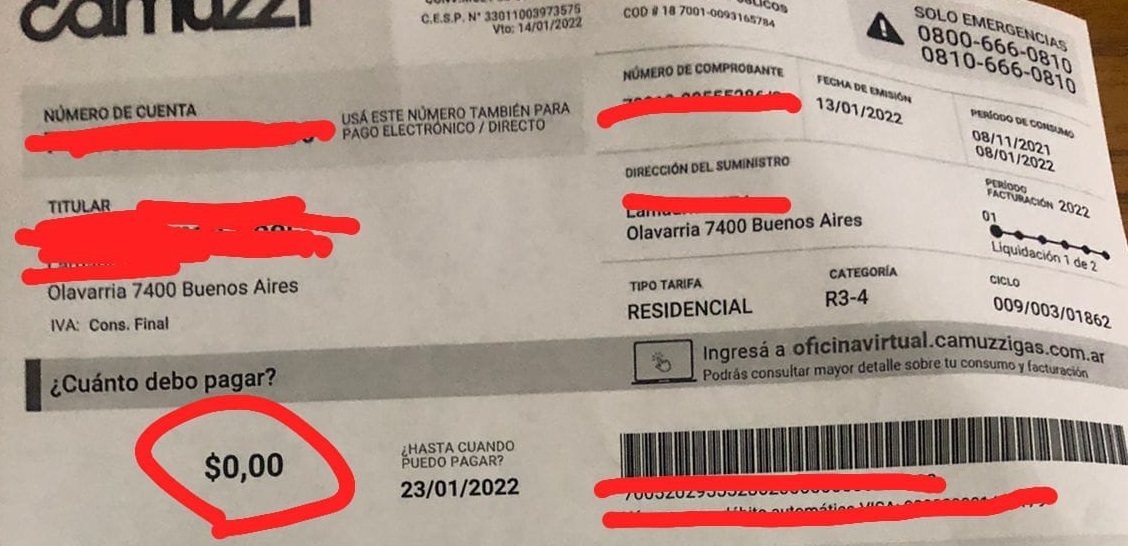 camuzzi
C.E.S.P. N° 33011003973575
Vto: 14/01/2022
COD # 18 7001-0093165784
SOLO EMERGENCIAS
0800-666-0810
0810-666-0810
NÚMERO DE CUENTA
USÁ ESTE NÚMERO TAMBIÉN PARA
PAGO ELECTRÓNICO / DIRECTO
NÚMERO DE COMPROBANTE
FECHA DE EMISIÓN
13/01/2022
PERÍODO DE CONSUMO
08/11/2021
08/01/2022
TITULAR
Olavarria 7400 Buenos Aires
IVA: Cons. Final
DIRECCIÓN DEL SUMINISTRO
Olavarria 7400 Buenos Aires
PERÍODO
FACTURACIÓN 2022
01
Liquidación 1 de 2
TIPO TARIFA
RESIDENCIAL
CATEGORÍA
R3-4
CICLO
009/003/01862
¿Cuánto debo pagar?
Ingresá a oficinavirtual.camuzzigas.com.ar
Podrás consultar mayor detalle sobre tu consumo y facturación
$0,00
¿HASTA CUANDO
PUEDO PAGAR?
23/01/2022